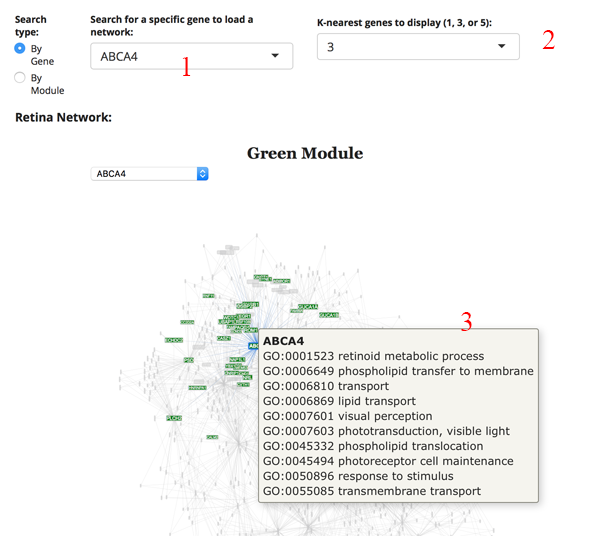 Search type:
By Gene
By Module
Search for a specific gene to load a network:
ABCA4
1
K-nearest genes to display (1, 3, or 5):
3
2
Retina Network:
Green Module
ABCA4
GUCA1A
GUCA1B
PLCH2
3
ABCA4
GO:0001523 retinoid metabolic process
GO:0006649 phospholipid transfer to membrane
GO:0006810 transport
GO:0006869 lipid transport
GO:0007601 visual perception
GO:0007603 phototransduction, visible light
GO:0045332 phospholipid translocation
GO:0045494 photoreceptor cell maintenance
GO:0050896 response to stimulus
GO:0055085 transmembrane transport